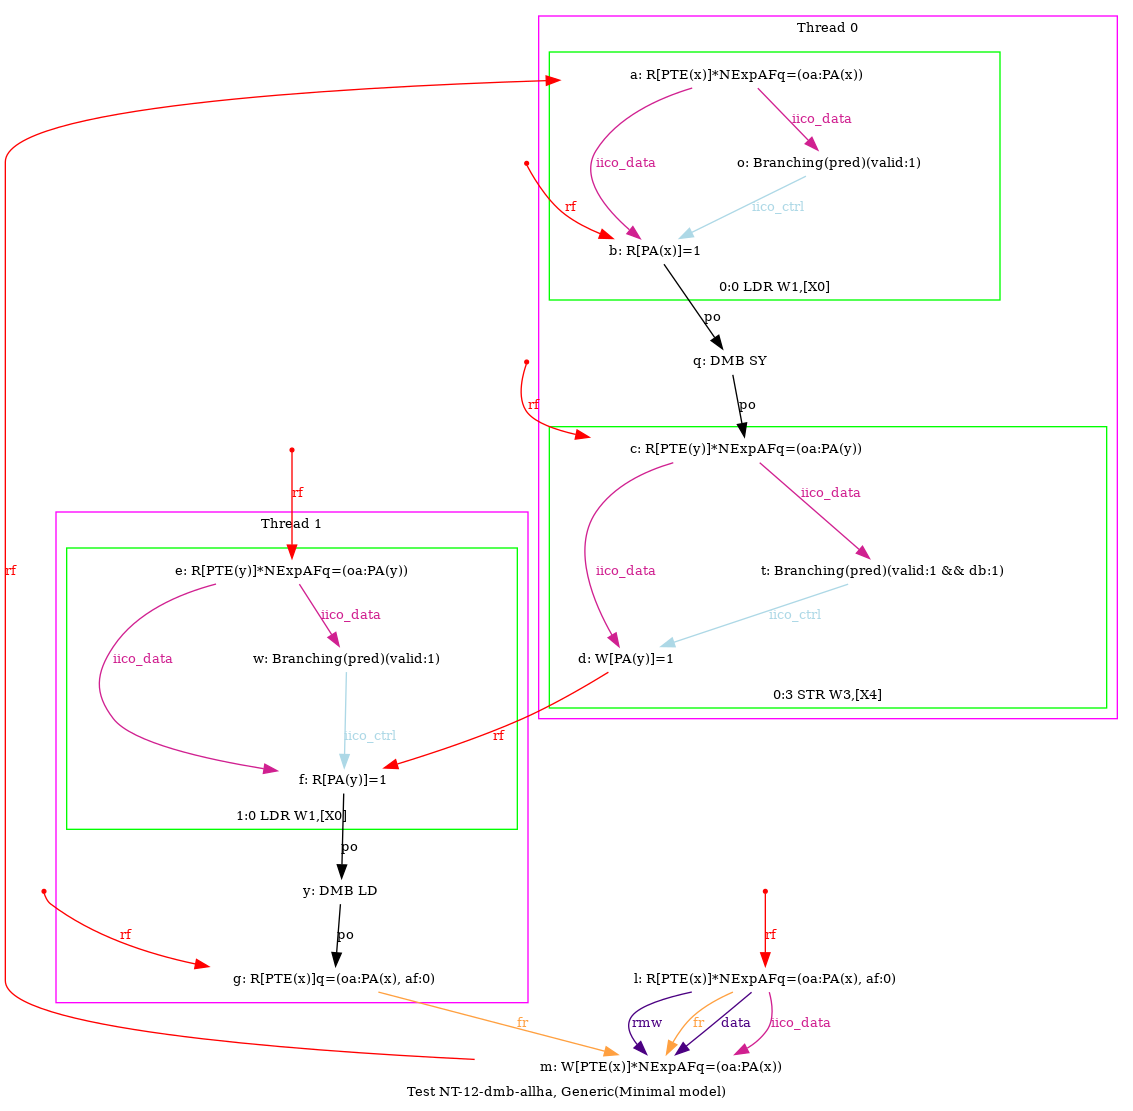 Thread 0
a: R[PTE(x)]*NExpAFq=(oa:PA(x))
iico_data
iico_data
o: Branching(pred)(valid:1)
rf
iico_ctrl
b: R[PA(x)]=1
0:0 LDR W1,[X0]
po
q: DMB SY
rf
po
c: R[PTE(y)]*NExpAFq=(oa:PA(y))
rf
iico_data
Thread 1
iico_data
rf
e: R[PTE(y)]*NExpAFq=(oa:PA(y))
t: Branching(pred)(valid:1 && db:1)
iico_data
iico_ctrl
iico_data
w: Branching(pred)(valid:1)
d: W[PA(y)]=1
0:3 STR W3,[X4]
iico_ctrl
rf
f: R[PA(y)]=1
1:0 LDR W1,[X0]
po
y: DMB LD
rf
po
rf
g: R[PTE(x)]q=(oa:PA(x), af:0)
l: R[PTE(x)]*NExpAFq=(oa:PA(x), af:0)
fr
rmw
fr
data
iico_data
m: W[PTE(x)]*NExpAFq=(oa:PA(x))
Test NT-12-dmb-allha, Generic(Minimal model)